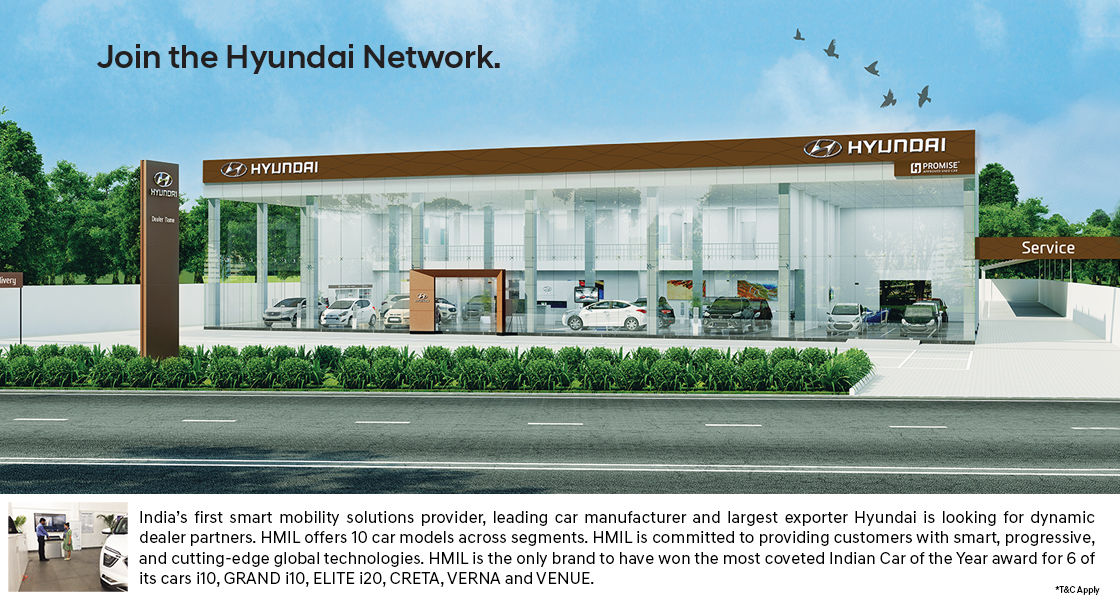 Join the Hyundai Network.
HYUNDAI
HYUNDAI
PROMISE
APPROVED USED CAR
HYUNDAI
Dealer Name
Service
livery
India's first smart mobility solutions provider, leading car manufacturer and largest exporter Hyundai is looking for dynamic
dealer partners. HMIL offers 10 car models across segments. HMIL is committed to providing customers with smart, progressive,
and cutting-edge global technologies. HMIL is the only brand to have won the most coveted Indian Car of the Year award for 6 of
its cars i10, GRAND i10, ELITE i20, CRETA, VERNA and VENUE.
*T&C Apply